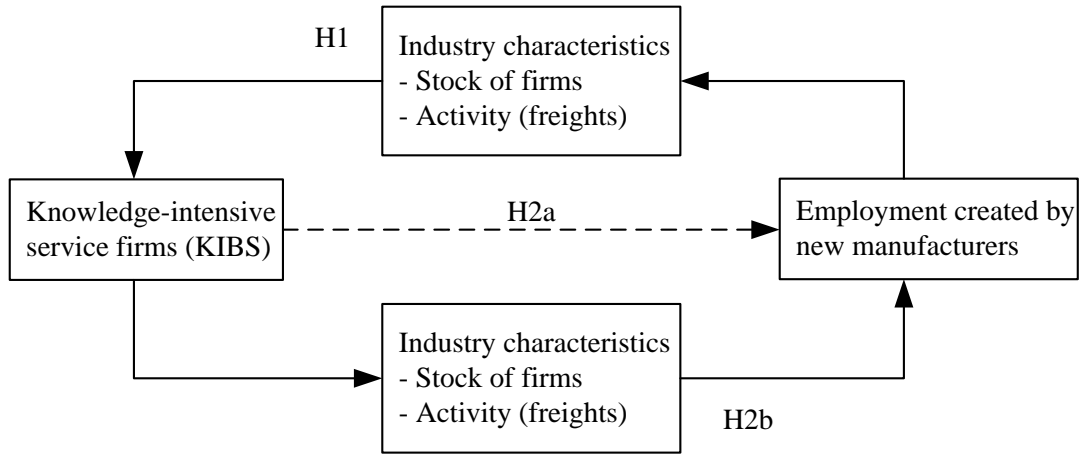 H1
Industry characteristics
- Stock of firms
- Activity (freights)
Knowledge-intensive
service firms (KIBS)
H2a
Employment created by
new manufacturers
Industry characteristics
- Stock of firms
- Activity (freights)
H2b